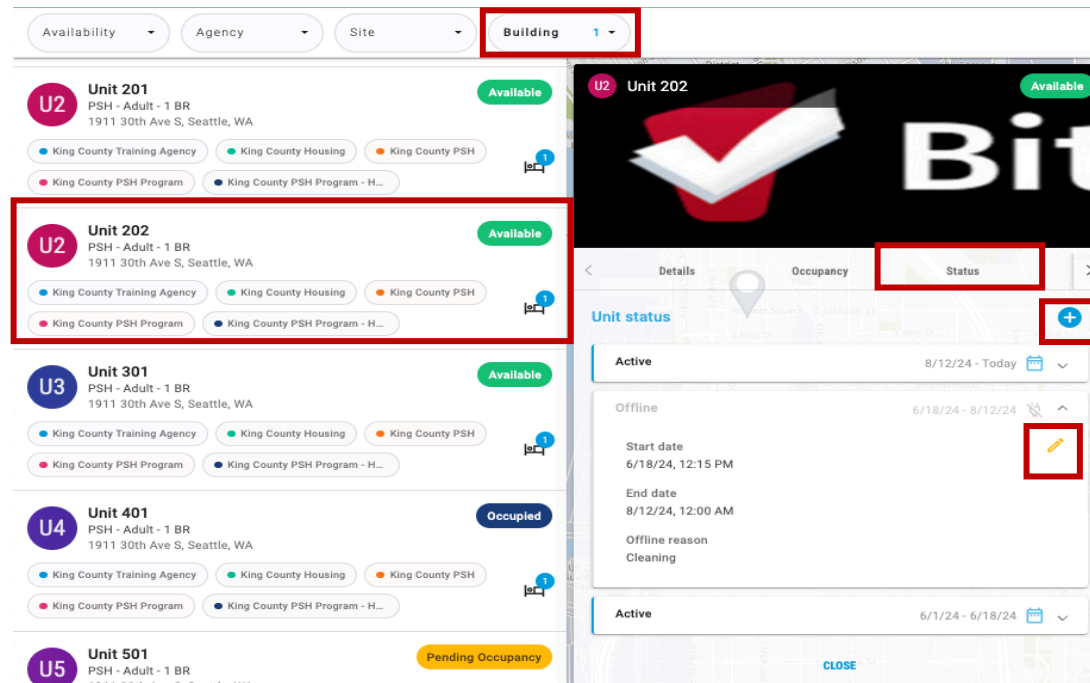 Availability
Agency
Site
Building 1
U2
Unit 201
PSH - Adult - 1 BR
1911 30th Ave S, Seattle, WA
Available
King County Training Agency
King County Housing
King County PSH
1
King County PSH Program
King County PSH Program - H...
U2
Unit 202
PSH - Adult - 1 BR
1911 30th Ave S, Seattle, WA
Available
King County Training Agency
King County Housing
King County PSH
1
King County PSH Program
King County PSH Program - H...
U3
Unit 301
PSH - Adult - 1 BR
1911 30th Ave S, Seattle, WA
Available
King County Training Agency
King County Housing
King County PSH
1
King County PSH Program
King County PSH Program - H...
U4
Unit 401
PSH - Adult - 1 BR
1911 30th Ave S, Seattle, WA
Occupied
King County Training Agency
King County Housing
King County PSH
1
King County PSH Program
King County PSH Program - H...
U5
Unit 501
PSH - Adult - 1 BR
Pending Occupancy
U2 Unit 202
Available
Bit
Details
Occupancy
Status
Unit status
Active
8/12/24 - Today
Offline
6/18/24 - 8/12/24
Start date
6/18/24, 12:15 PM
End date
8/12/24, 12:00 AM
Offline reason
Cleaning
Active
6/1/24 - 6/18/24
CLOSE